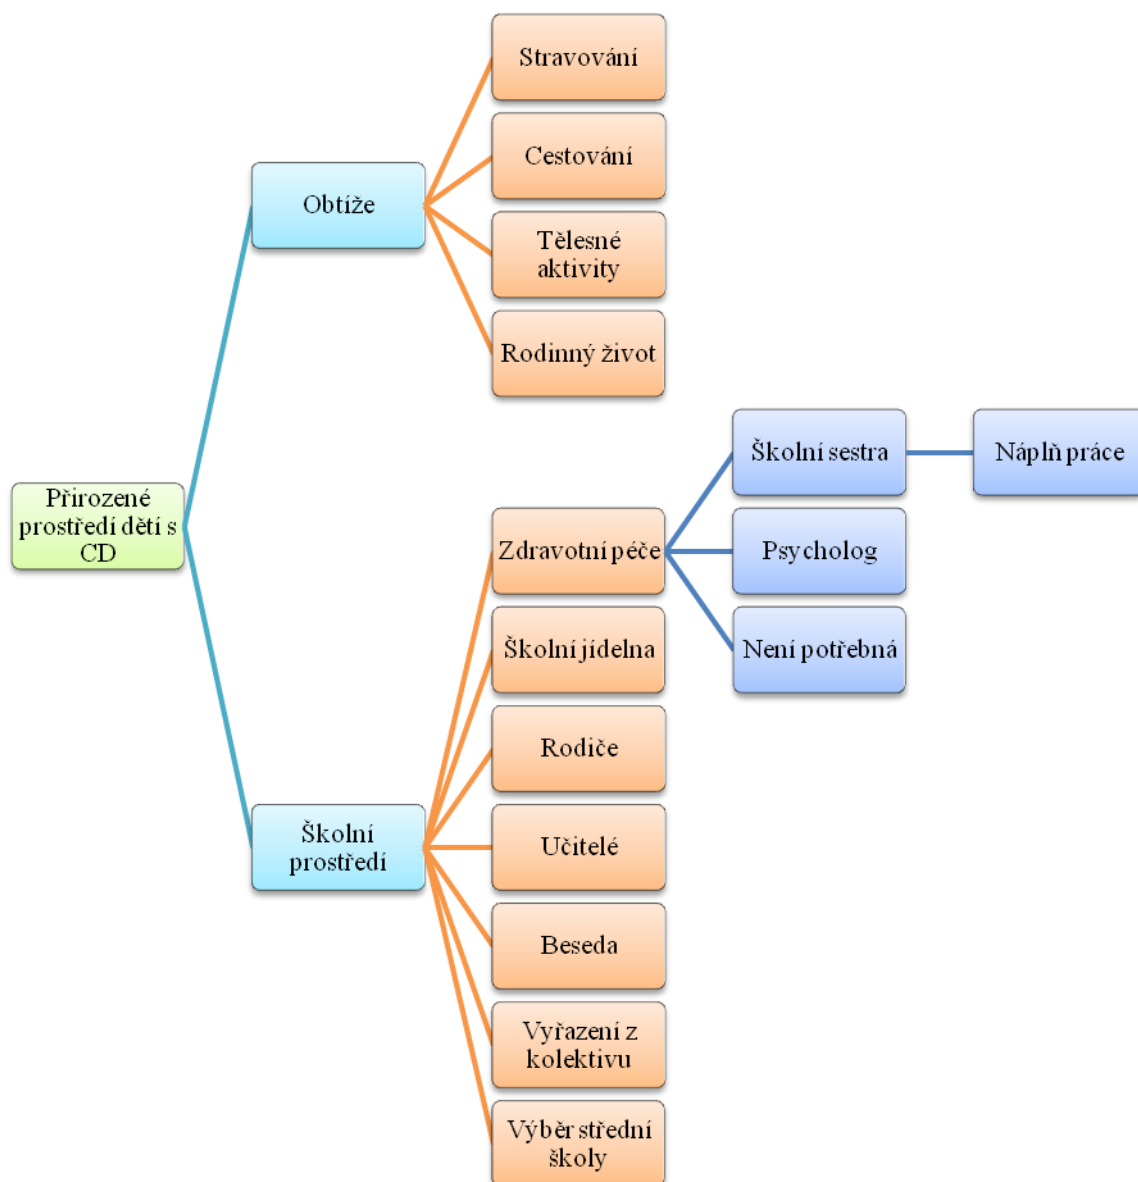 Stravování
Cestování
Obtíže
Tělesné
aktivity
Rodinný život
Školní sestra
Náplň práce
Přirozené
prostředí dětí s
CD
Zdravotní péče
Psycholog
Školní jídelna
Není potřebná
Rodiče
Školní
prostředí
Učitelé
Beseda
Vyřazení z
kolektivu
Výběr střední
školy